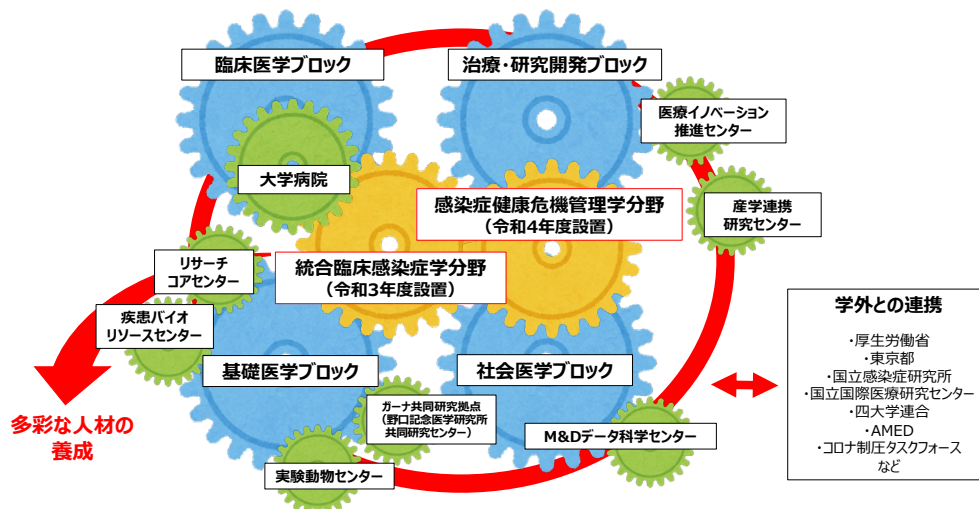 臨床医学ブロック
治療・研究開発ブロック
医療イノベーション
推進センター
大学病院
感染症健康危機管理学分野
（令和4年度設置）
産学連携
研究センター
リサーチ
コアセンター
統合臨床感染症学分野
（令和3年度設置）
疾患バイオ
リソースセンター
基礎医学ブロック
社会医学ブロック
多彩な人材の
養成
ガーナ共同研究拠点
（野口記念医学研究所
共同研究センター）
M&Dデータ科学センター
実験動物センター
学外との連携
・厚生労働省
・東京都
・国立感染症研究所
・国立国際医療研究センター
・四大学連合
・AMED
・コロナ制圧タスクフォース
など